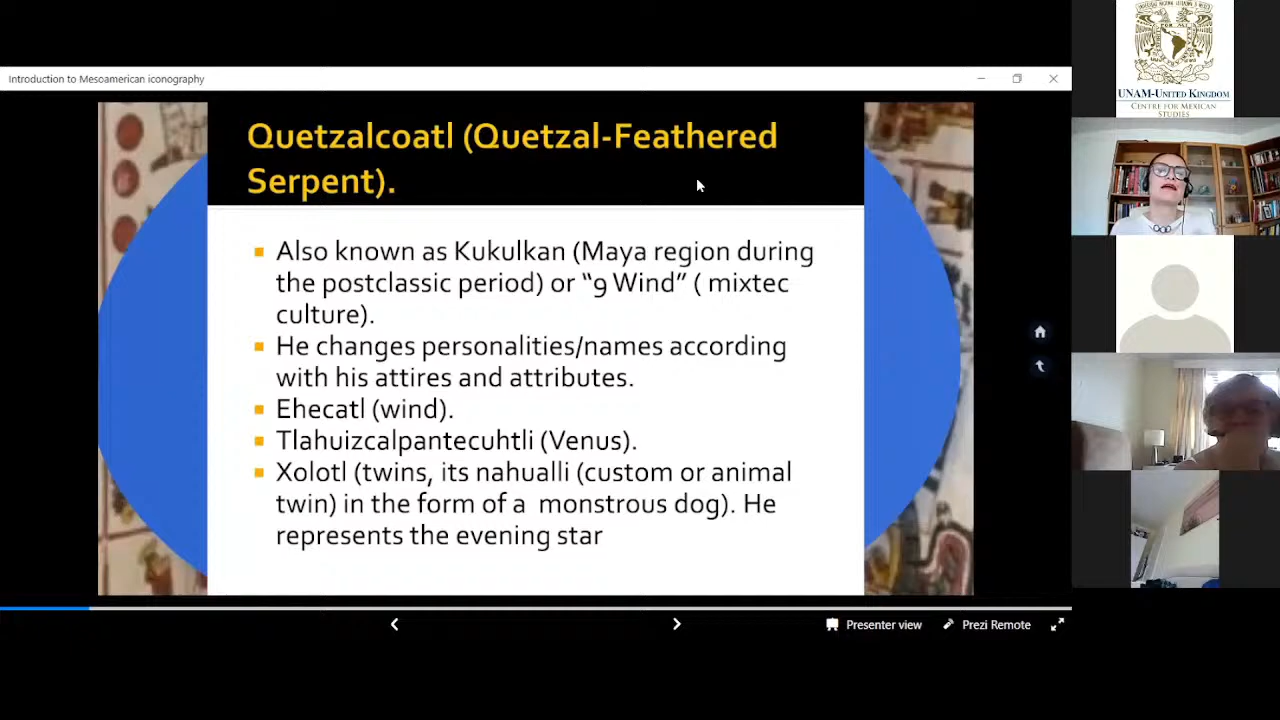 Introduction to Mesoamerican iconography
Quetzalcoatl (Quetzal-Feathered
Serpent).
Also known as Kukulkan (Maya region during
the postclassic period) or “9 Wind” ( mixtec
culture).
He changes personalities/names according
with his attires and attributes.
Ehecatl (wind).
Tlahuizcalpantecuhtli (Venus).
Xolotl (twins, its nahualli (custom or animal
twin) in the form of a monstrous dog). He
represents the evening star
Presenter view
Prezi Remote
UNAM-UNITED KINGDOM
CENTRE FOR MEXICAN
STUDIES